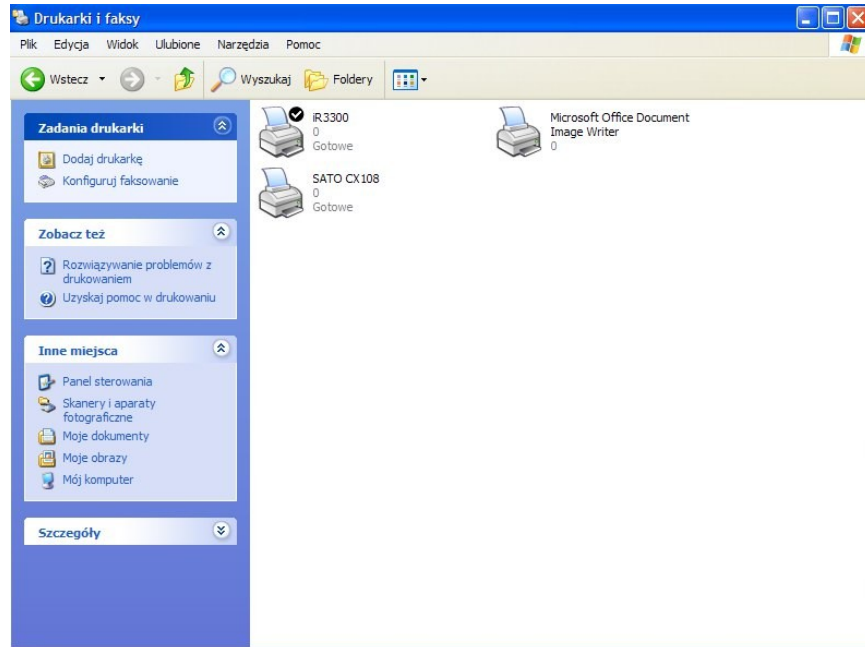 Drukarki i faksy
Plik Edycja Widok Ulubione Narzędzia Pomoc
Wstecz Wyszukaj Foldery
Zadania drukarki
Dodaj drukarkę
Konfiguruj faksowanie
Zobacz też
Rozwiązywanie problemów z
drukowaniem
Uzyskaj pomoc w drukowaniu
Inne miejsca
Panel sterowania
Skanery i aparaty
fotograficzne
Moje dokumenty
Moje obrazy
Mój komputer
Szczegóły
iR3300
0
Gotowe
Microsoft Office Document
Image Writer
0
SATO CX108
0
Gotowe